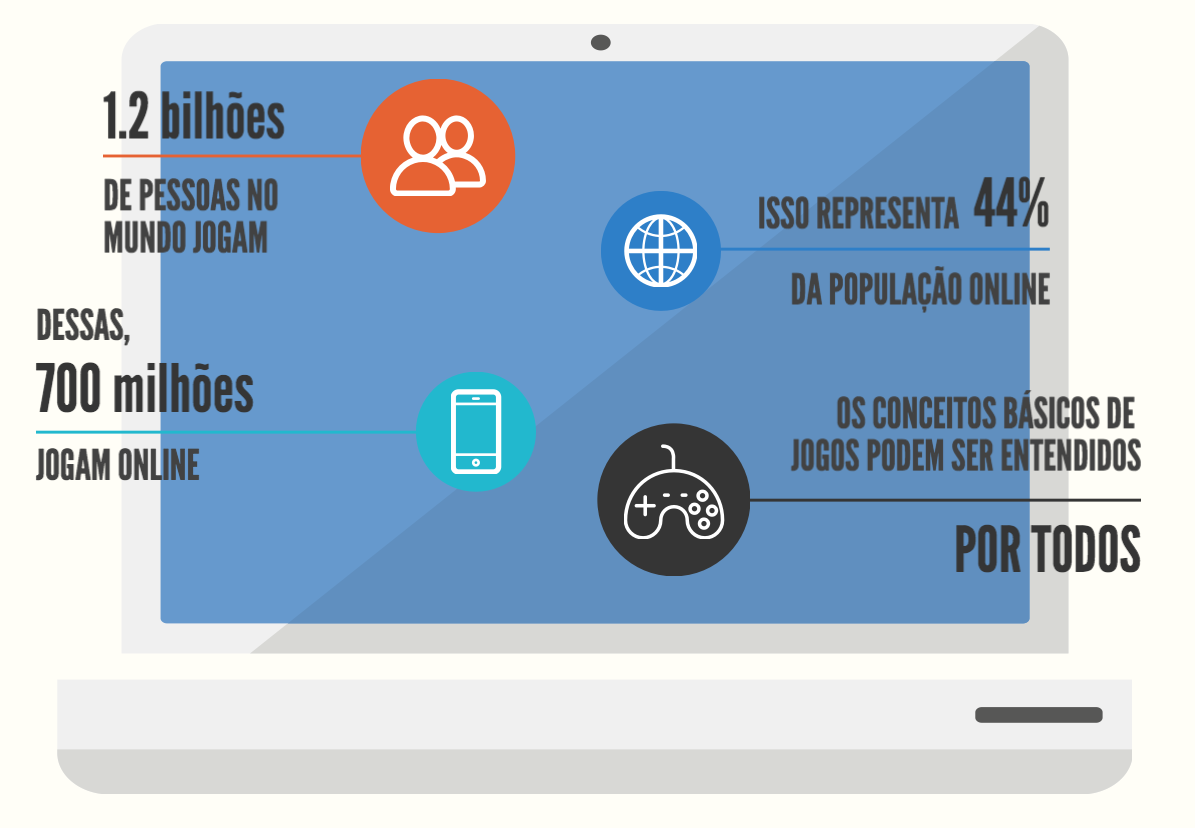 1.2 bilhões
DE PESSOAS NO
MUNDO JOGAM
ISSO REPRESENTA 44%
DA POPULAÇÃO ONLINE
DESSAS,
700 milhões
JOGAM ONLINE
OS CONCEITOS BÁSICOS DE
JOGOS PODEM SER ENTENDIDOS
POR TODOS